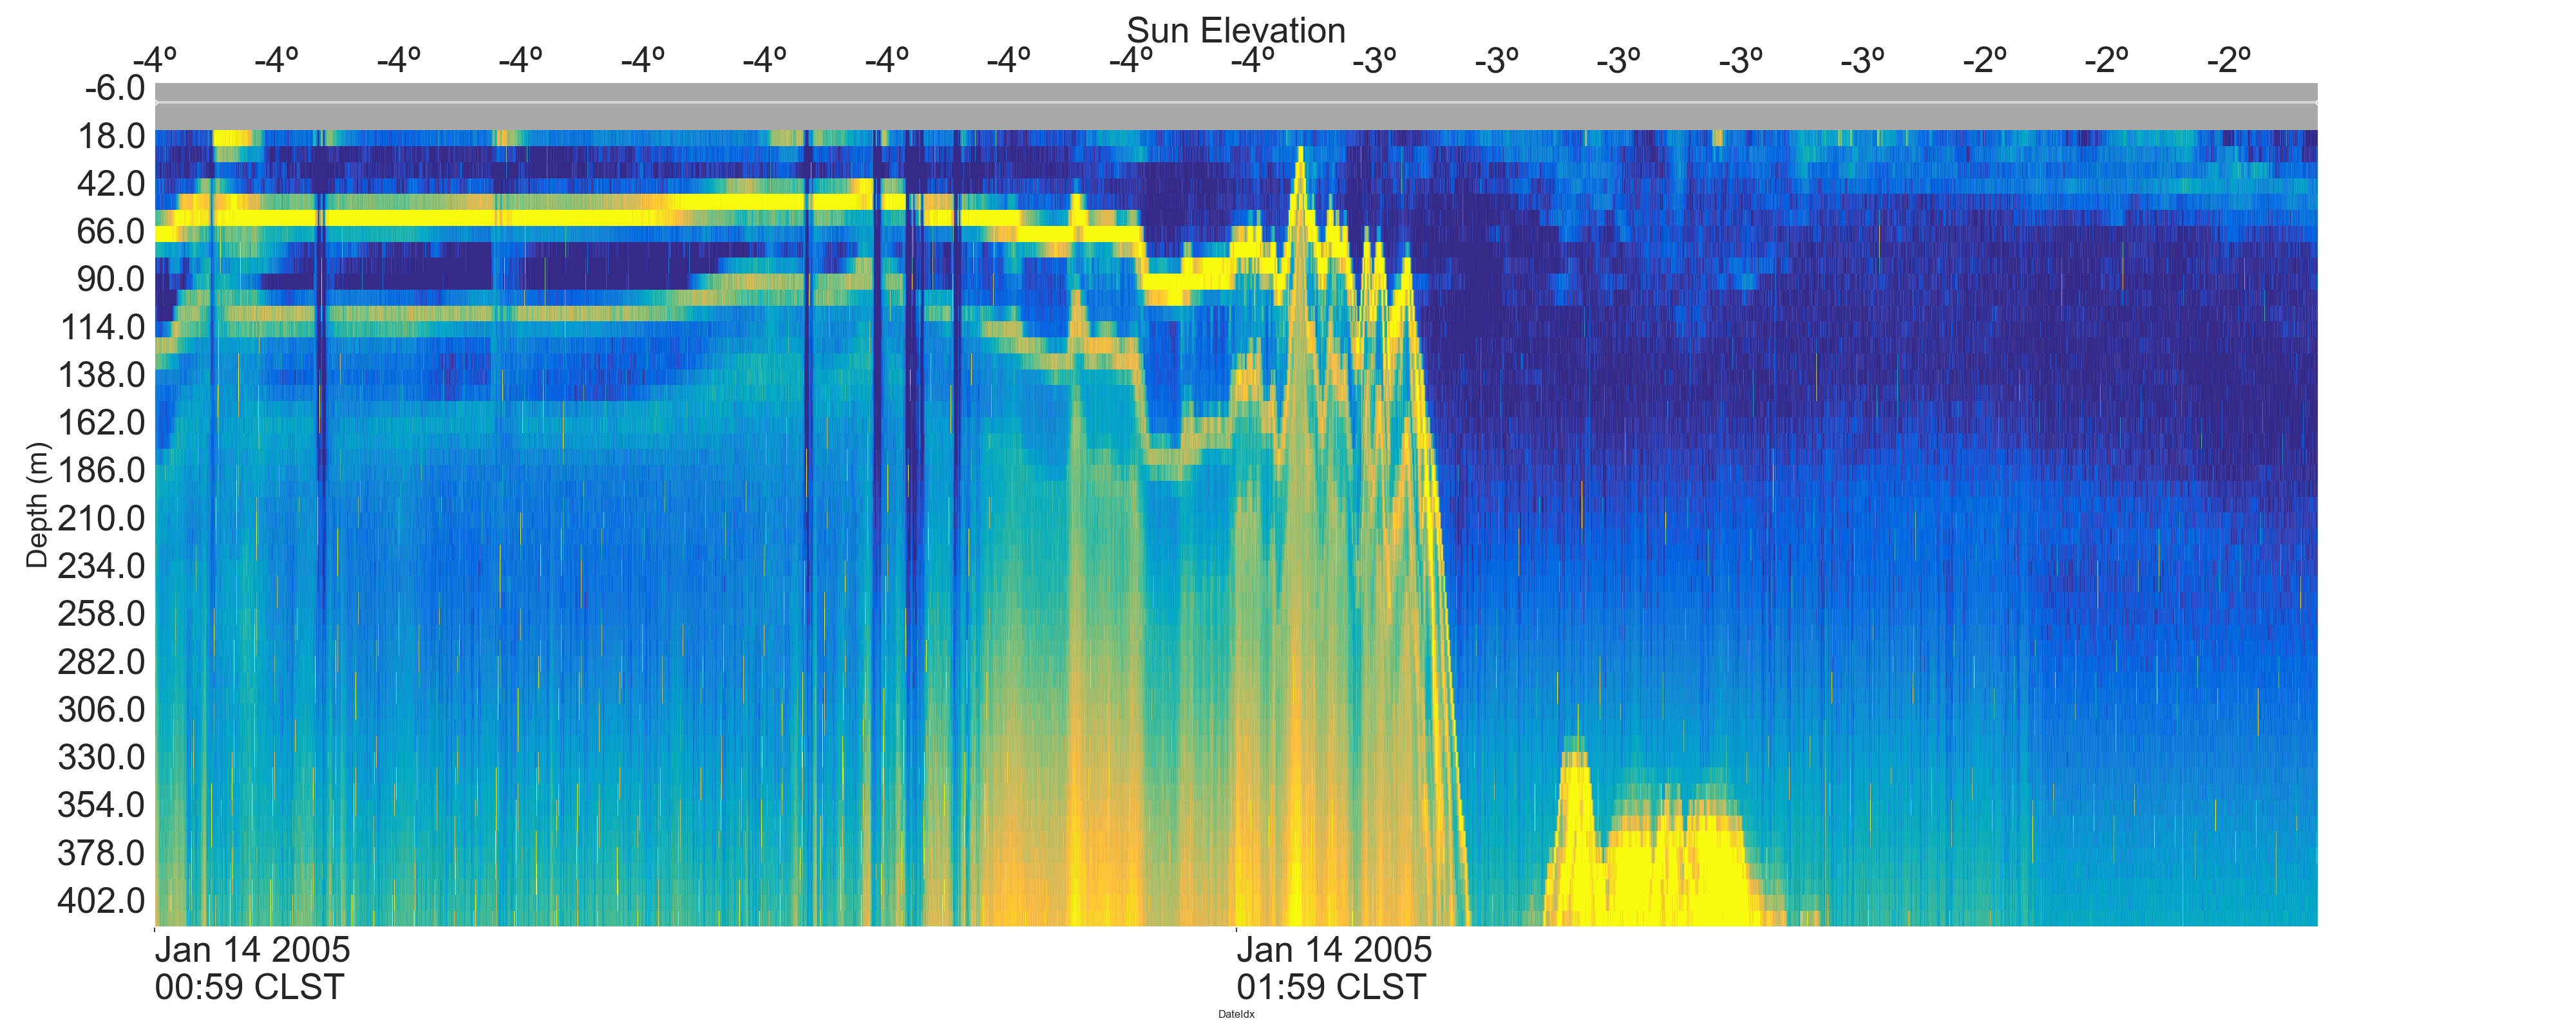 Sun Elevation
-4º -4º -4º -4º -4º -4º -4º -4º -4º -4º -3º -3º -3º -3º -3º -2º -2º -2º
-6.0
18.0
42.0
66.0
90.0
114.0
138.0
162.0
186.0
210.0
234.0
258.0
282.0
306.0
330.0
354.0
378.0
402.0
Depth (m)
Jan 14 2005
00:59 CLST
Jan 14 2005
01:59 CLST
DateIdx